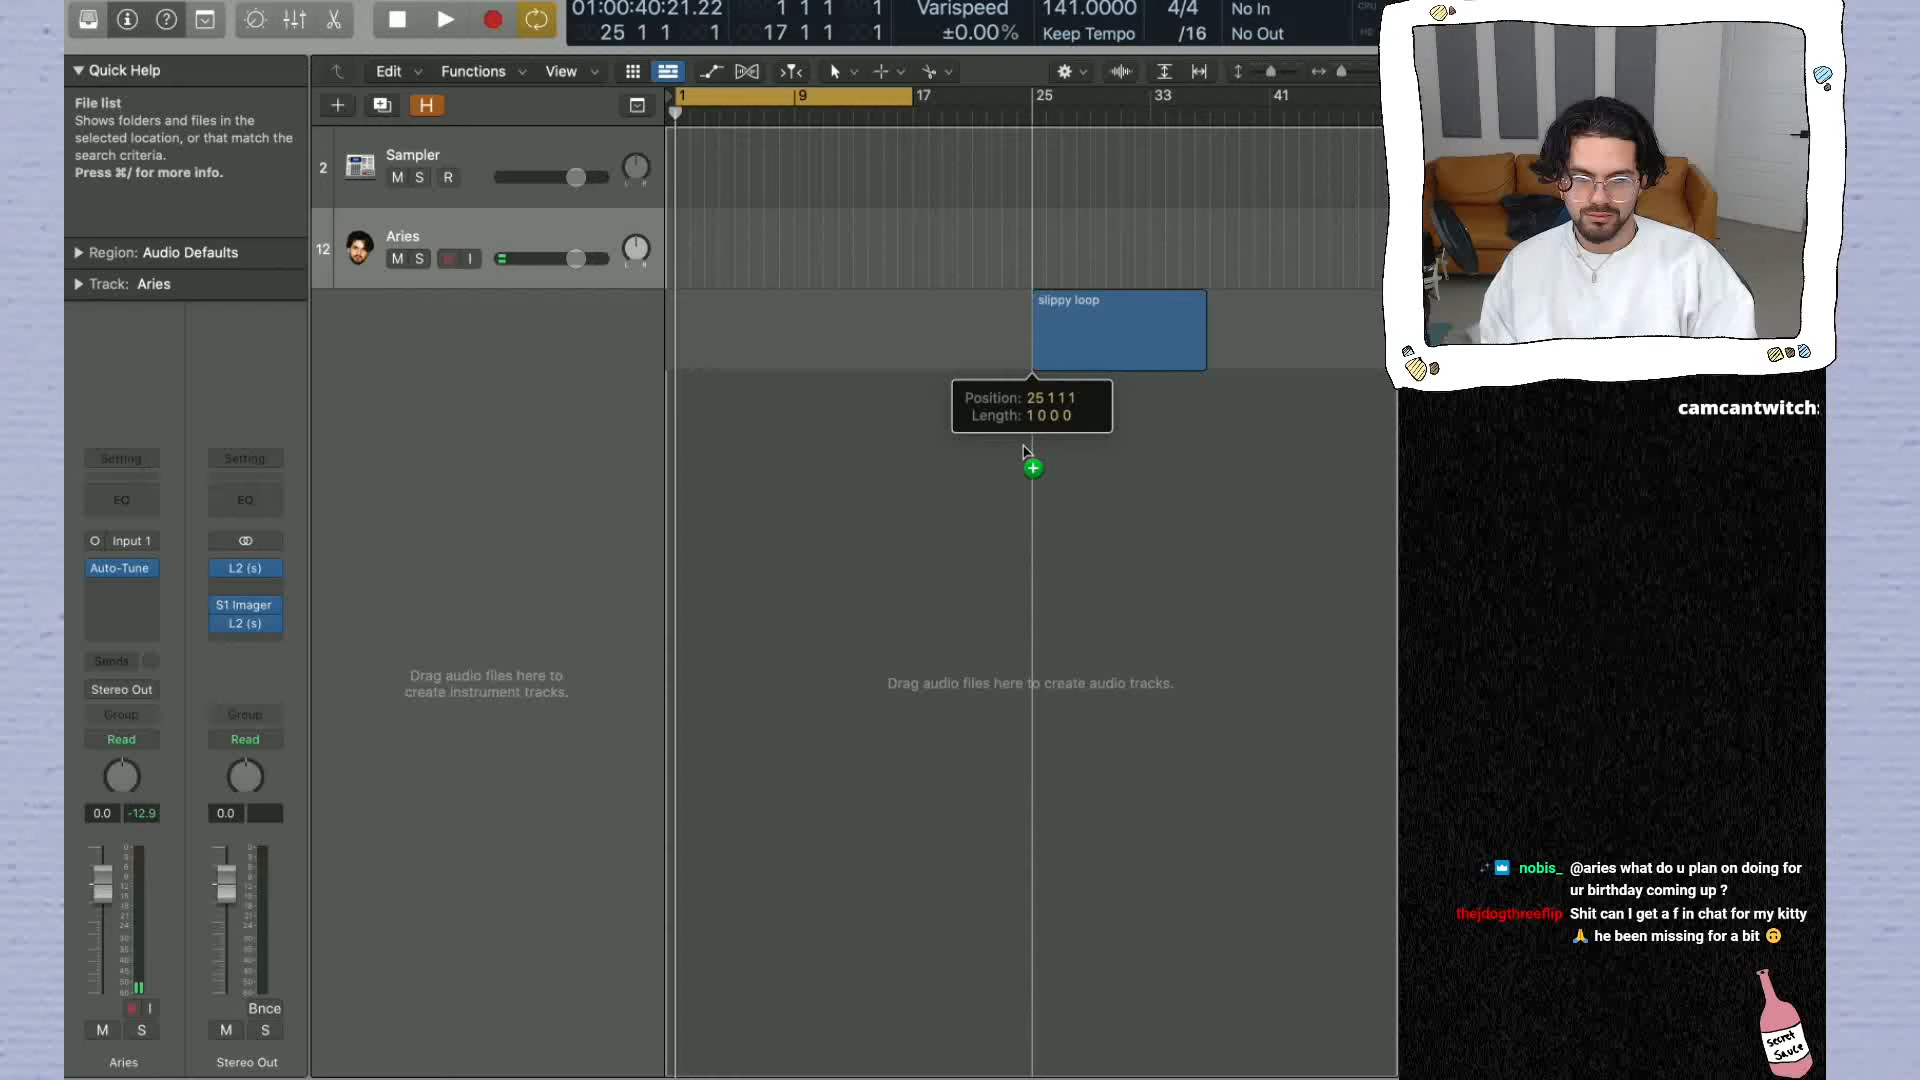 01:00:40:21.22
25 1 1 1
1 1 1 1
17 1 1 1
Varispeed
±0.00%
141.0000
Keep Tempo
4/4
/16
No In
No Out
CPU
HD
Quick Help
File list
Shows folders and files in the
selected location, or that match the
search criteria.
Press ⌘/ for more info.
Region: Audio Defaults
Track: Aries
Edit
Functions
View
H
1
9
17
25
33
41
2
Sampler
M S R
12
Aries
M S R I
slippy loop
Position: 25 1 1 1
Length: 1 0 0 0
Drag audio files here to
create instrument tracks.
Drag audio files here to create audio tracks.
Setting
Setting
EQ
EQ
Input 1
Auto-Tune
L2 (s)
S1 Imager
L2 (s)
Sends
Stereo Out
Group
Group
Read
Read
0.0
-12.9
0.0
I
Bnce
M
S
M
S
Aries
Stereo Out
camcantwitch:
nobis_ @aries what do u plan on doing for
ur birthday coming up ?
thejdogthreeflip Shit can I get a f in chat for my kitty
🙏 he been missing for a bit 🙃
Secret
Sauce